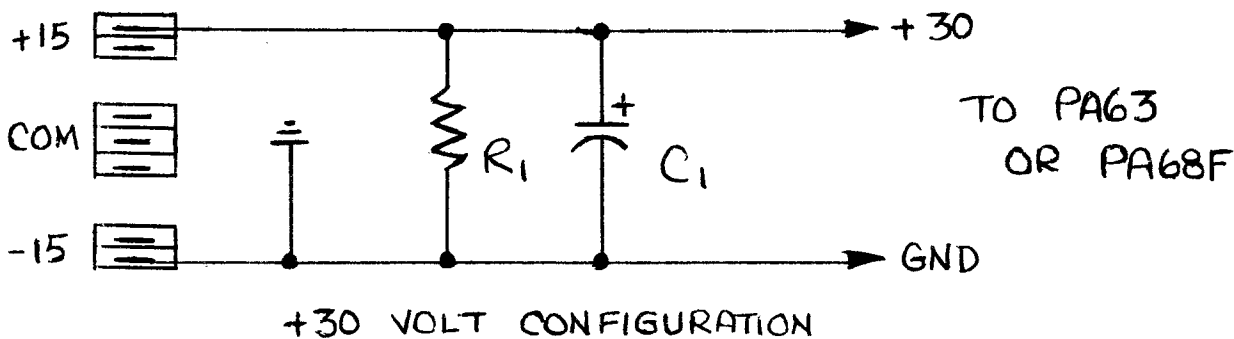 +15
+30
COM
+
R1
C1
TO PA63
OR PA68F
-15
GND
+30 VOLT CONFIGURATION